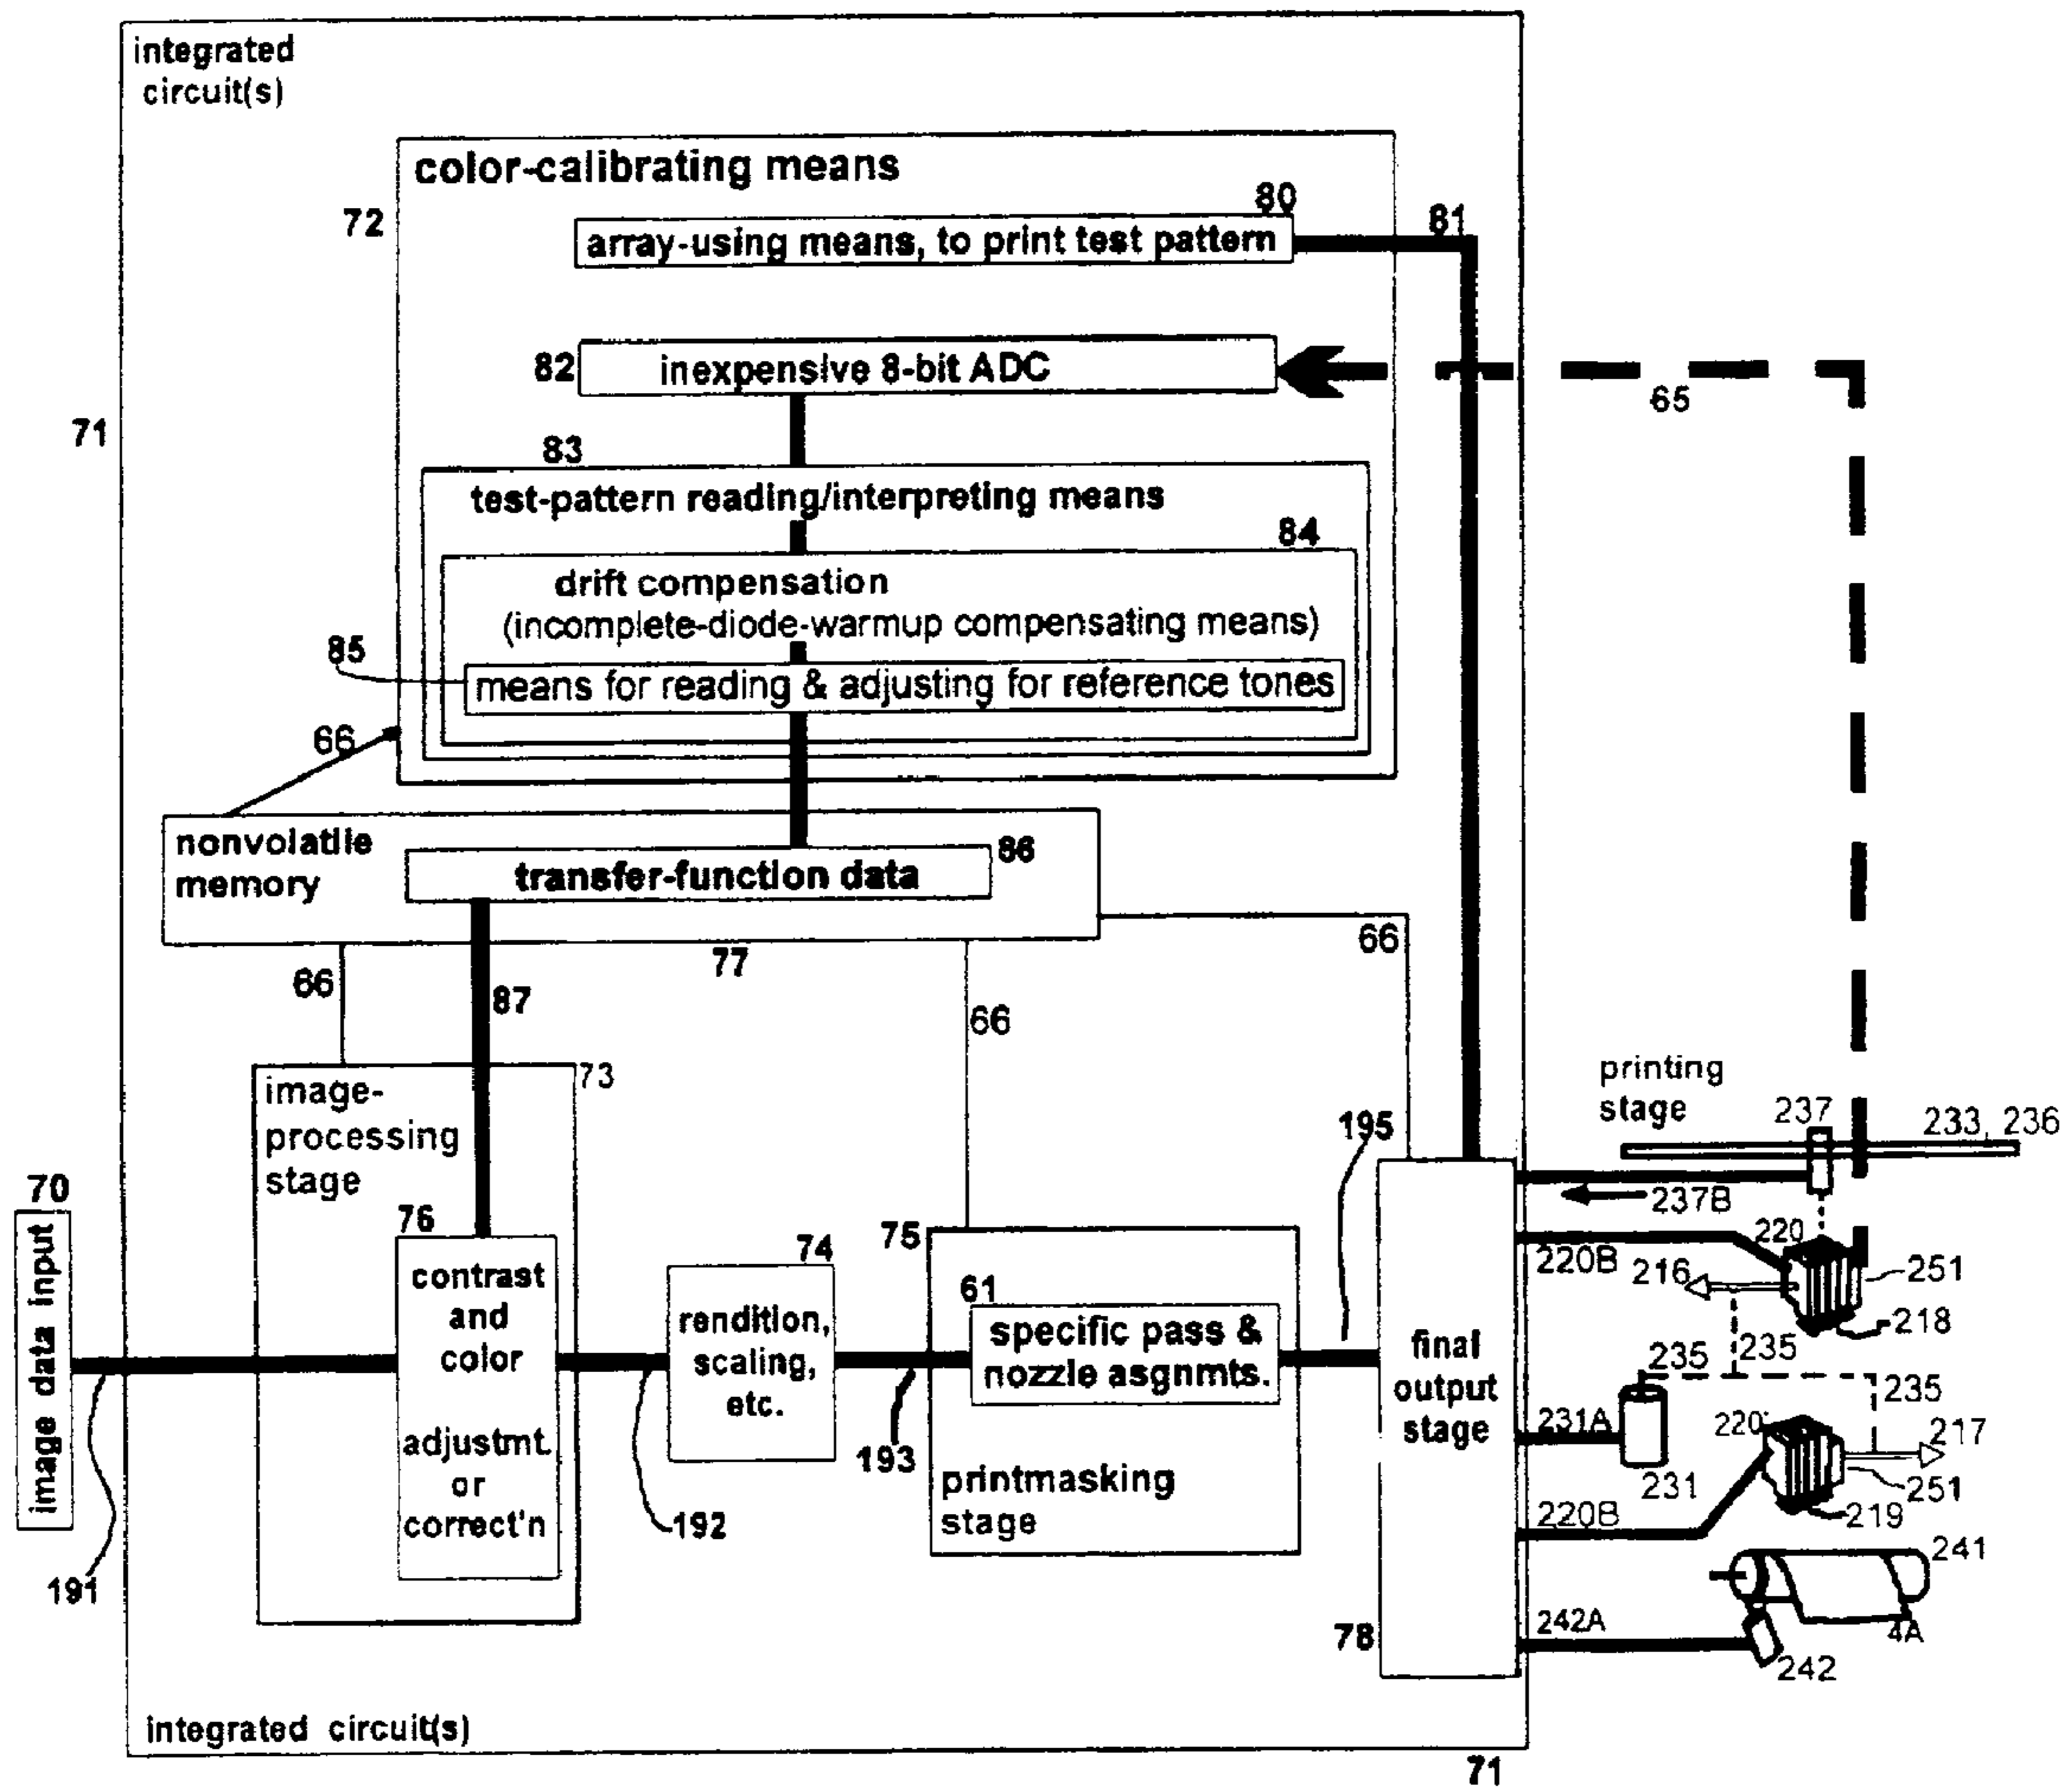 integrated
circuit(s)
color-calibrating means
72
80
81
array-using means, to print test pattern
82
inexpensive 8-bit ADC
65
71
83
test-pattern reading/interpreting means
84
drift compensation
(incomplete-diode-warmup compensating means)
85
means for reading & adjusting for reference tones
66
nonvolatile
memory
86
transfer-function data
77
66
66
87
66
73
image-
processing
stage
printing
stage
237
233, 236
195
70
image data input
76
contrast
and
color
adjustmt.
or
correct'n
74
rendition,
scaling,
etc.
75
61
specific pass &
nozzle asgnmts.
printmasking
stage
final
output
stage
78
237B
220
220B
216
251
218
235
235
235
231A
231
220
217
251
219
220B
241
242A
4A
242
191
192
193
integrated circuit(s)
71